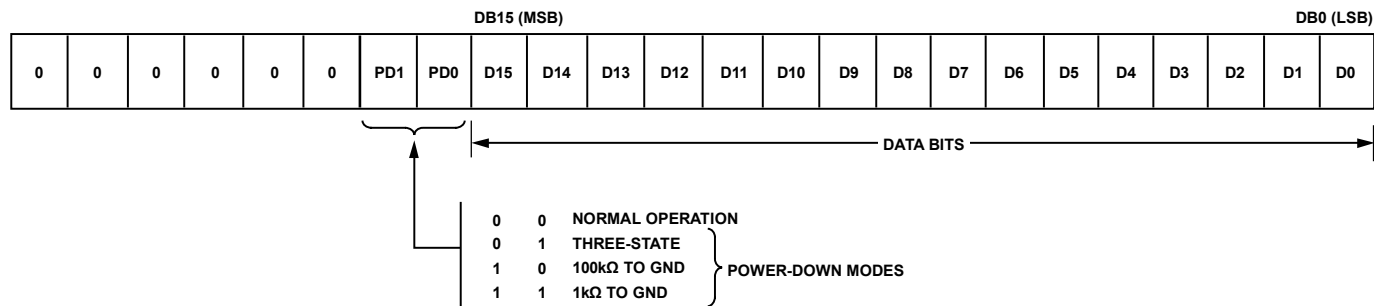 DB15 (MSB) DB0 (LSB)
0 0 0 0 0 0 PD1 PD0 D15 D14 D13 D12 D11 D10 D9 D8 D7 D6 D5 D4 D3 D2 D1 D0
DATA BITS
0 0 NORMAL OPERATION
0 1 THREE-STATE
1 0 100kΩ TO GND
POWER-DOWN MODES
1 1 1kΩ TO GND